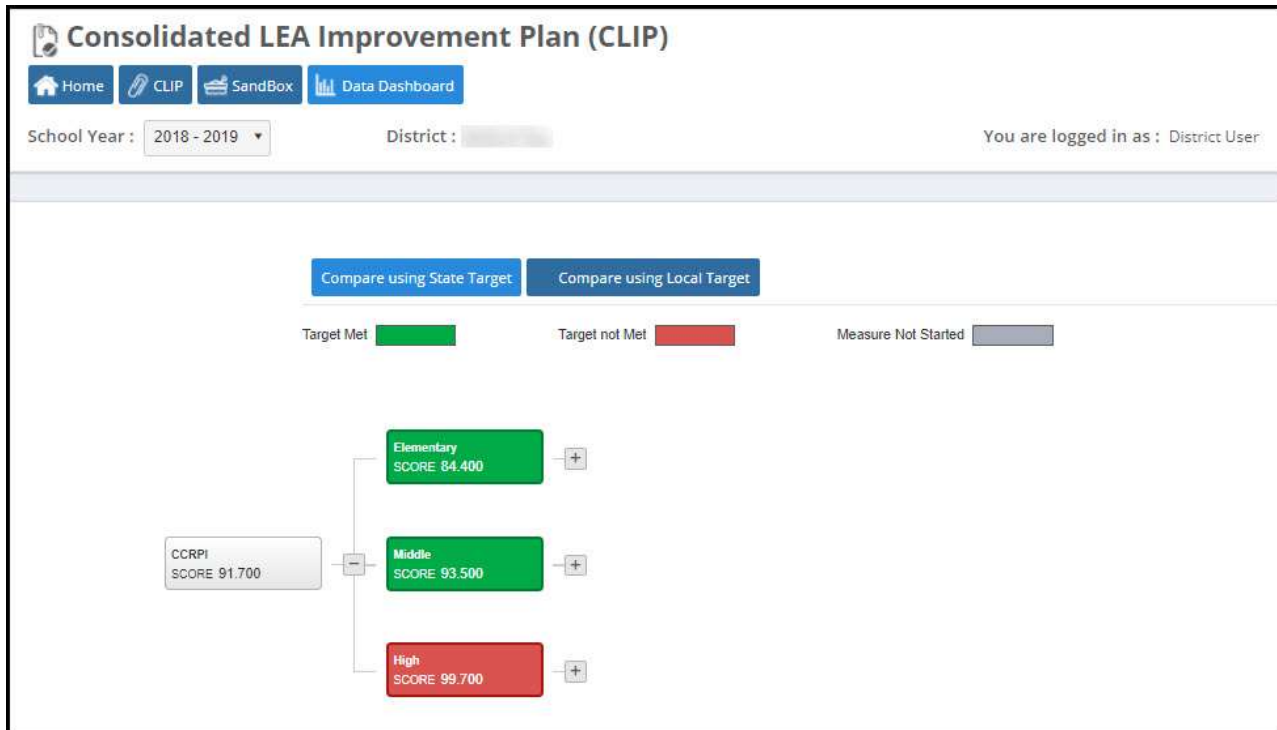 Consolidated LEA Improvement Plan (CLIP)
Home CLIP SandBox Data Dashboard
School Year : 2018 - 2019 District : You are logged in as : District User
Compare using State Target Compare using Local Target
Target Met Target not Met Measure Not Started
Elementary
SCORE 84.400
CCRPI
SCORE 91.700
Middle
SCORE 93.500
High
SCORE 99.700